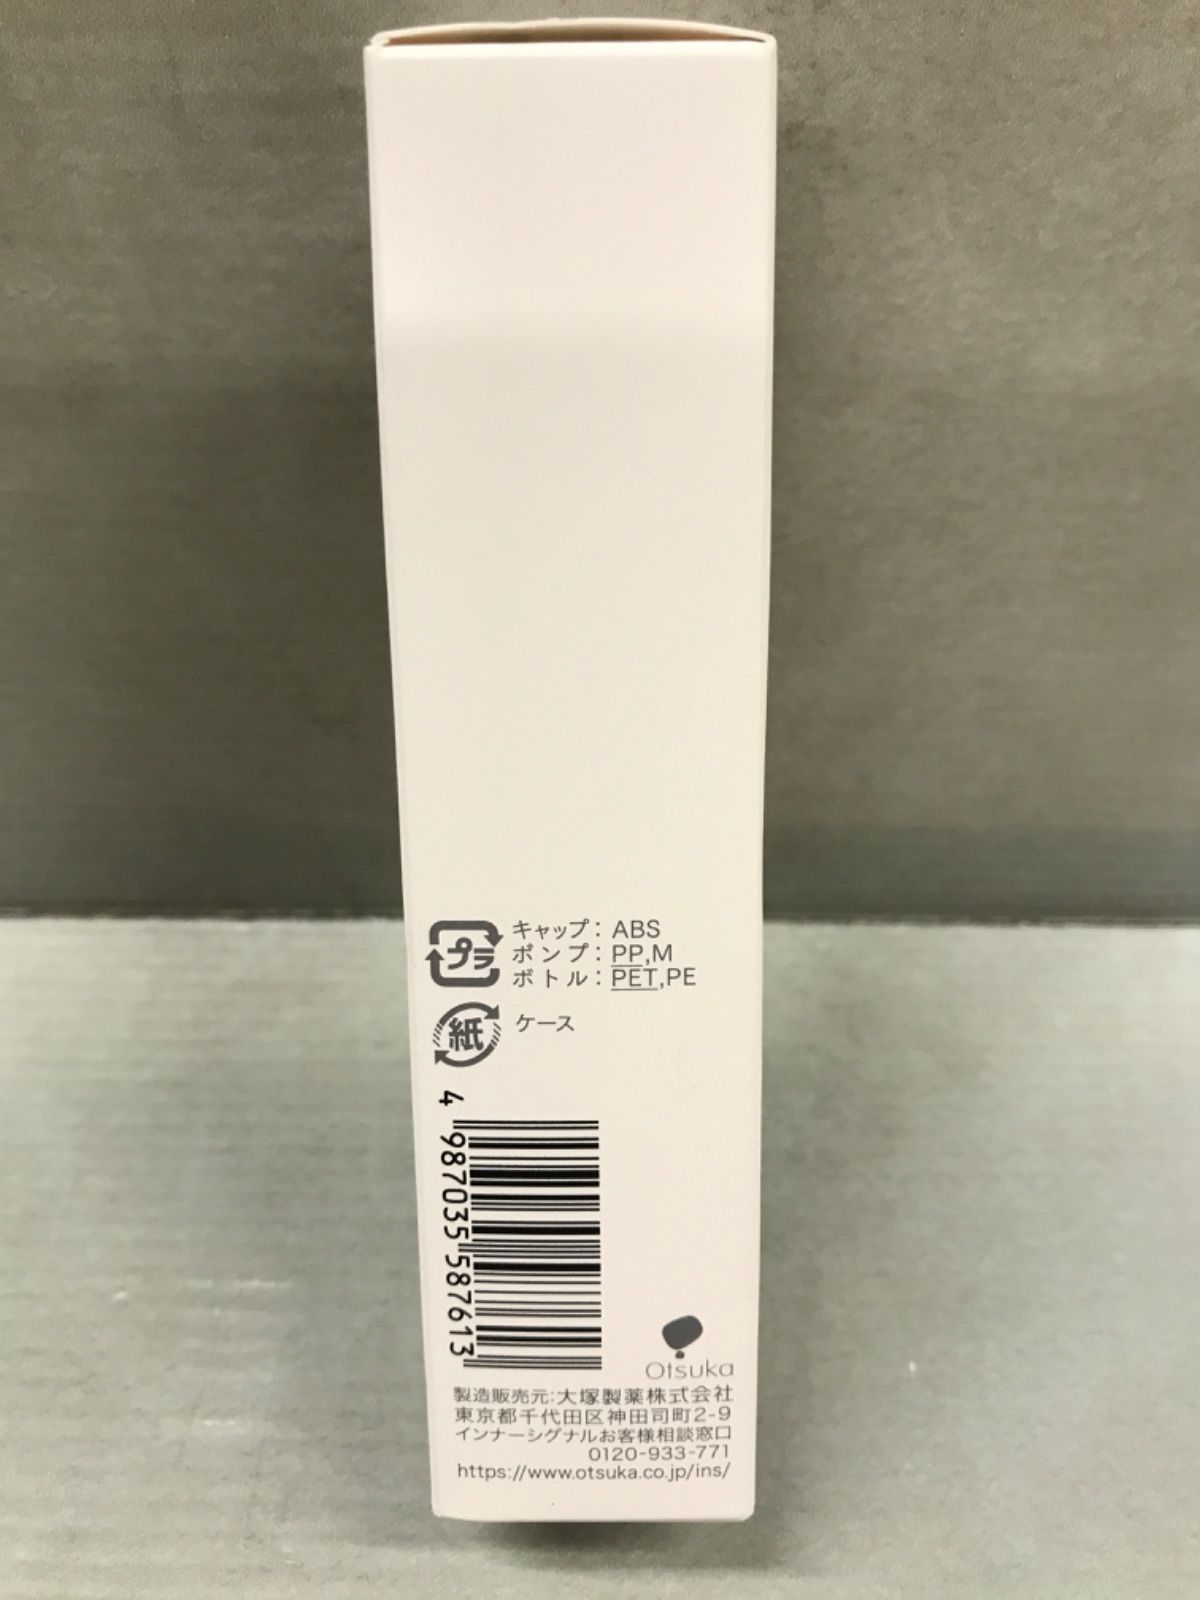 プラ
キャップ： ABS
ポンプ： PP,M
ボトル： PET,PE
紙
ケース
4 987035 587613
Otsuka
製造販売元：大塚製薬株式会社
東京都千代田区神田司町2-9
インナーシグナルお客様相談窓口
0120-933-771
https://www.otsuka.co.jp/ins/